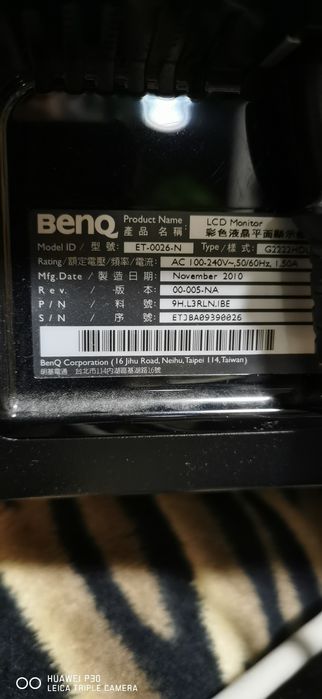 BenQ Product Name LCD Monitor
產品名稱: 彩色液晶平面顯示器
Model ID / 型號: ET-0026-N Type / 樣式: G2222HDL
Rating / 額定電壓/頻率/電流: AC 100-240V~,50/60Hz, 1.50A
Mfg.Date / 製造日期: November 2010
Rev. 版本: 00-005-NA
P/N 料號: 9H.L3RLN.IBE
S/N 序號: ETJBA09390026
BenQ Corporation (16 Jihu Road, Neihu, Taipei 114, Taiwan)
明基電通 台北市114內湖區基湖路16號
HUAWEI P30
LEICA TRIPLE CAMERA